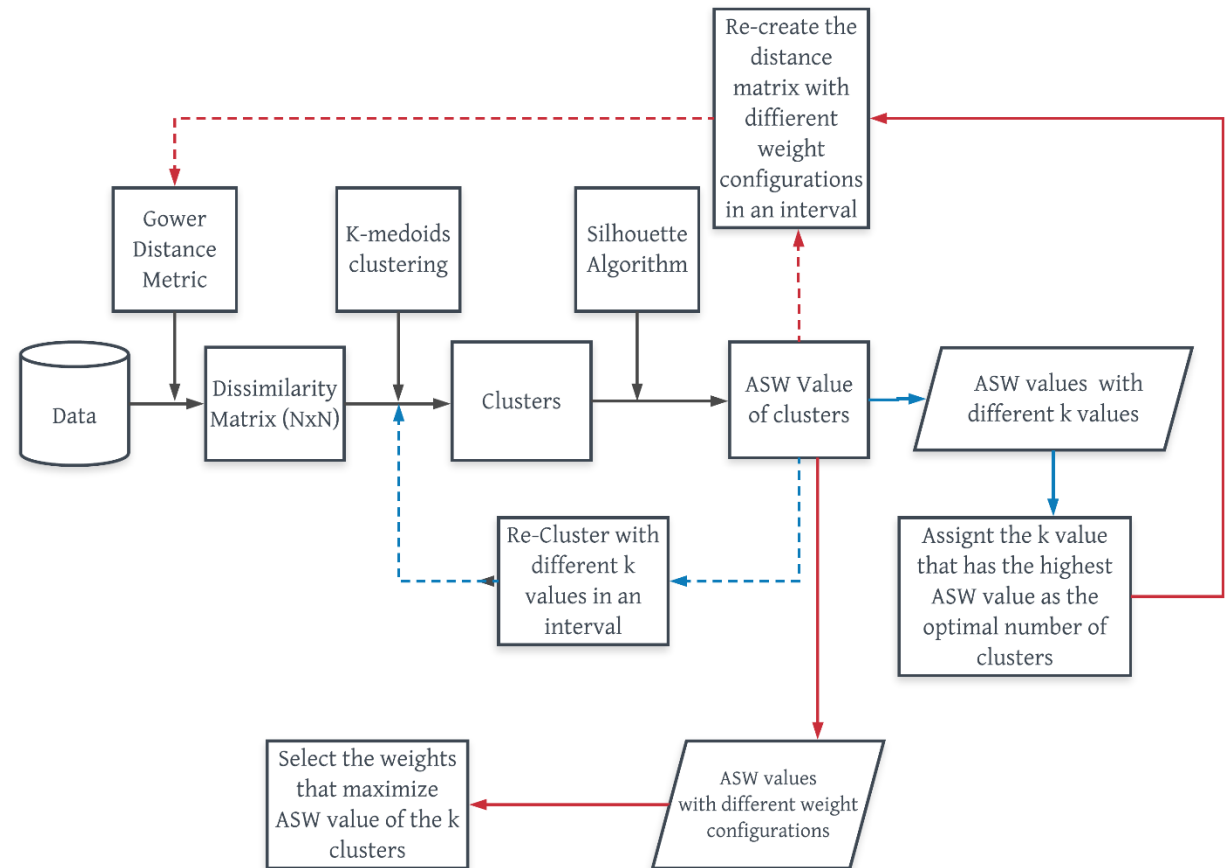 Re-create the
distance
matrix with
diffierent
weight
configurations
in an interval
Gower
Distance
Metric
K-medoids
clustering
Silhouette
Algorithm
Data
Dissimilarity
Matrix (NxN)
Clusters
ASW Value
of clusters
ASW values with
different k values
Re-Cluster with
different k
values in an
interval
Assignt the k value
that has the highest
ASW value as the
optimal number of
clusters
Select the weights
that maximize
ASW value of the k
clusters
ASW values
with different weight
configurations